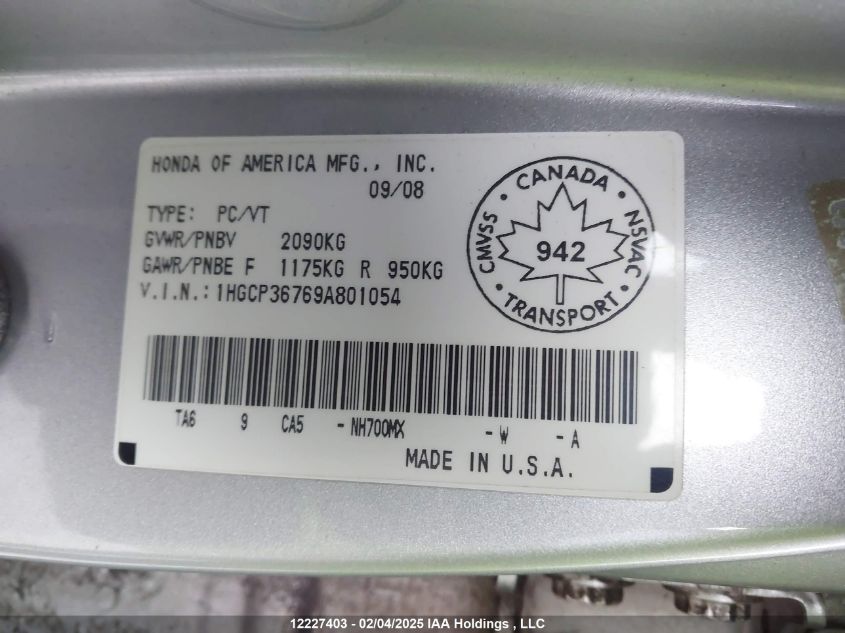 HONDA OF AMERICA MFG., INC.
09/08
TYPE: PC/VT
GVWR/PNBV 2090KG
GAWR/PNBE F 1175KG R 950KG
V.I.N.: 1HGCP36769A801054
CANADA
CMVSS
NSVAC
942
TRANSPORT
TA6 9 CA5 -NH700MX -W -A
MADE IN U.S.A.
12227403 - 02/04/2025 IAA Holdings , LLC